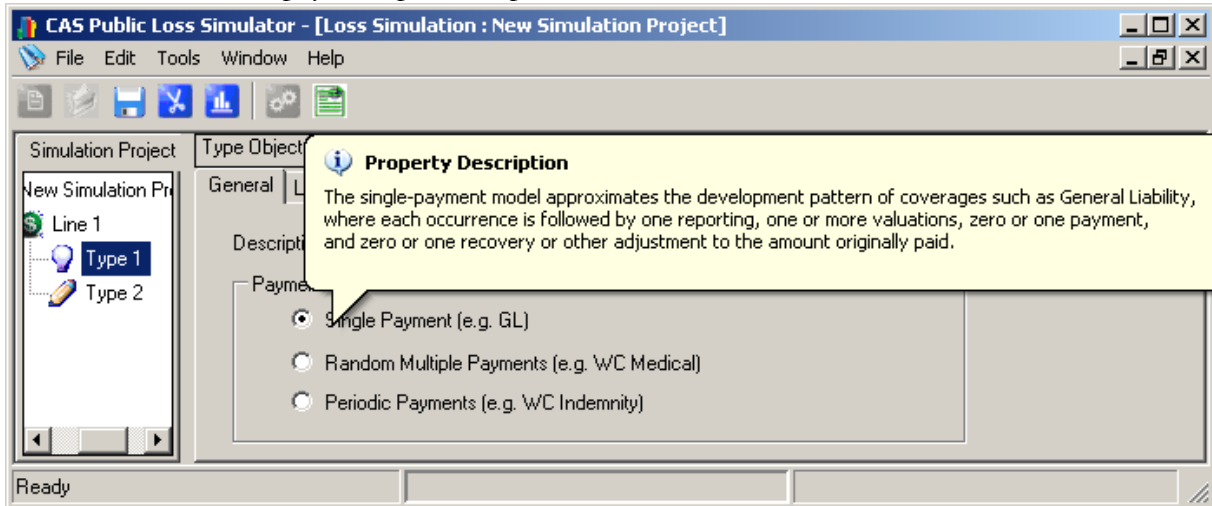 CAS Public Loss Simulator - [Loss Simulation : New Simulation Project]
File Edit Tools Window Help
Simulation Project
New Simulation Pr
Line 1
Type 1
Type 2
Type Object
General L
Property Description
The single-payment model approximates the development pattern of coverages such as General Liability,
where each occurrence is followed by one reporting, one or more valuations, zero or one payment,
and zero or one recovery or other adjustment to the amount originally paid.
Descripti
Payme
Single Payment (e.g. GL)
Random Multiple Payments (e.g. WC Medical)
Periodic Payments (e.g. WC Indemnity)
Ready